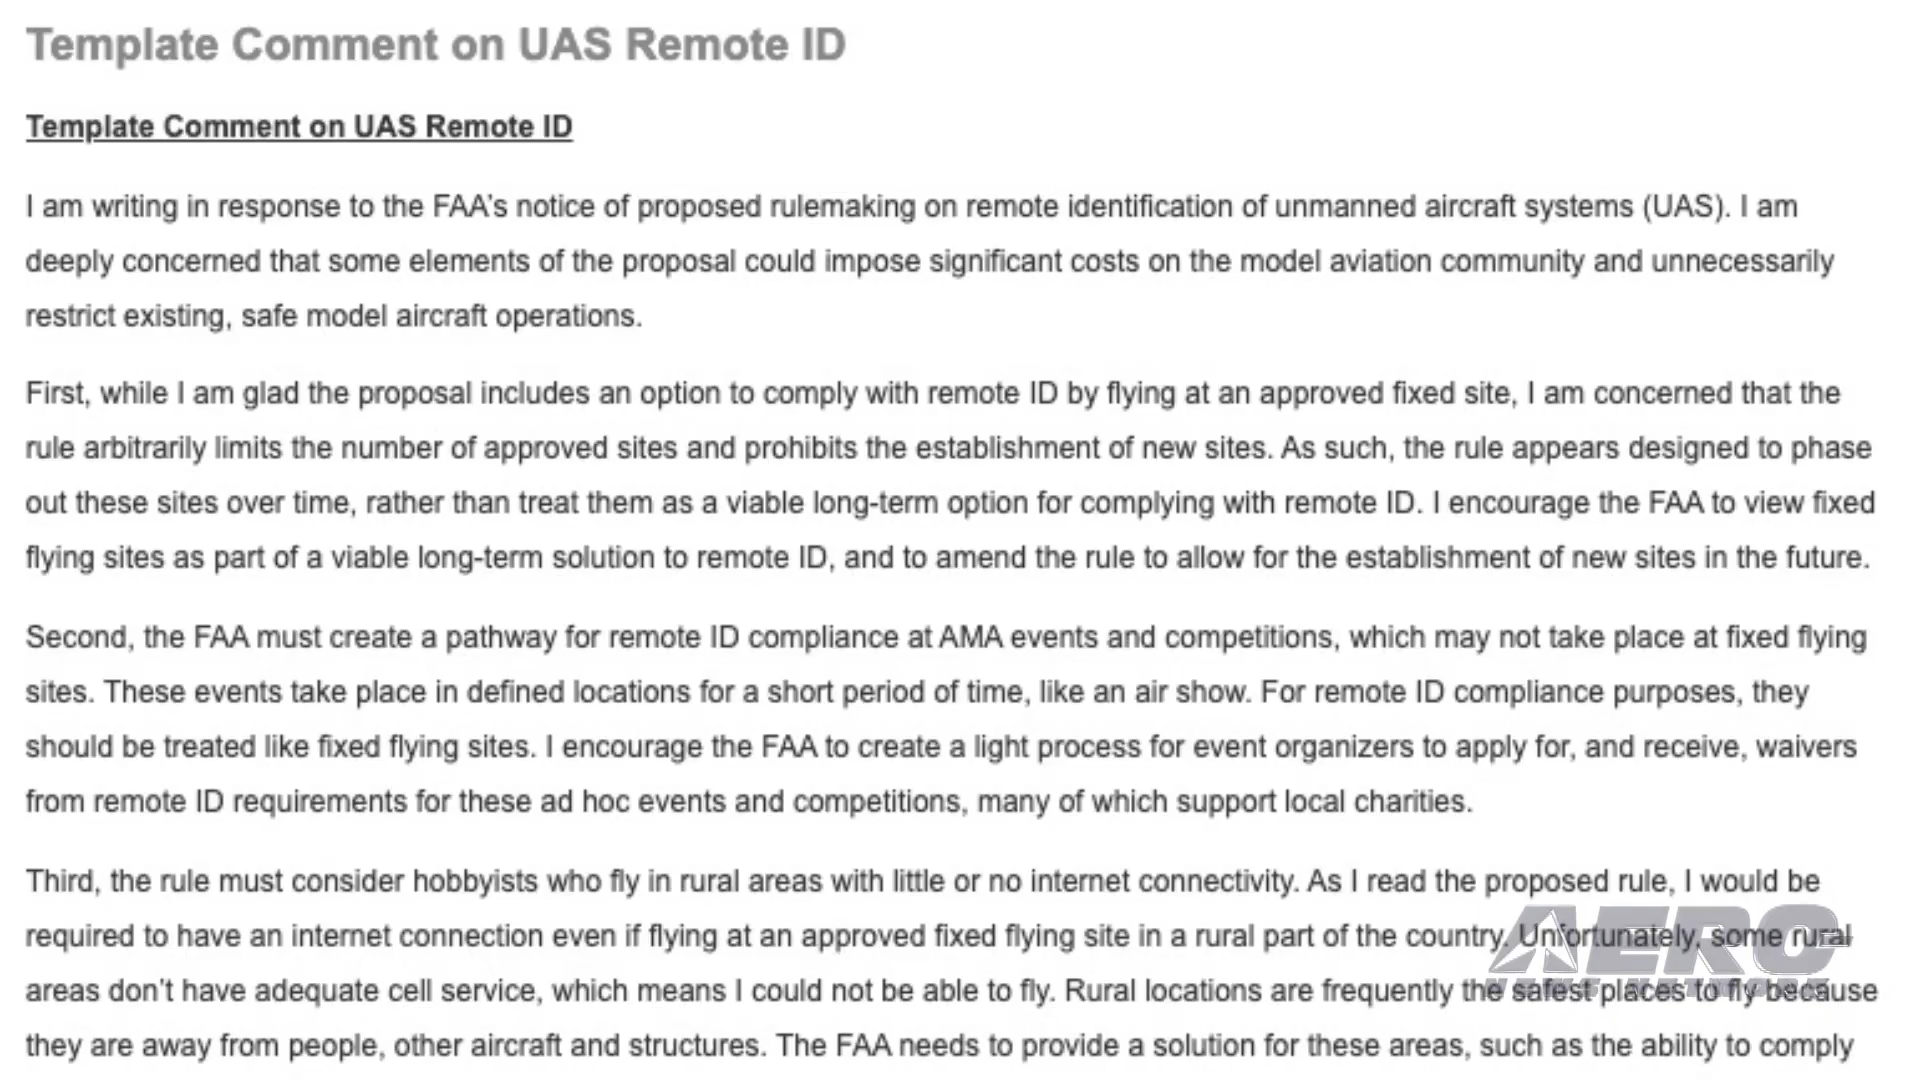 Template Comment on UAS Remote ID
Template Comment on UAS Remote ID
I am writing in response to the FAA’s notice of proposed rulemaking on remote identification of unmanned aircraft systems (UAS). I am
deeply concerned that some elements of the proposal could impose significant costs on the model aviation community and unnecessarily
restrict existing, safe model aircraft operations.
First, while I am glad the proposal includes an option to comply with remote ID by flying at an approved fixed site, I am concerned that the
rule arbitrarily limits the number of approved sites and prohibits the establishment of new sites. As such, the rule appears designed to phase
out these sites over time, rather than treat them as a viable long-term option for complying with remote ID. I encourage the FAA to view fixed
flying sites as part of a viable long-term solution to remote ID, and to amend the rule to allow for the establishment of new sites in the future.
Second, the FAA must create a pathway for remote ID compliance at AMA events and competitions, which may not take place at fixed flying
sites. These events take place in defined locations for a short period of time, like an air show. For remote ID compliance purposes, they
should be treated like fixed flying sites. I encourage the FAA to create a light process for event organizers to apply for, and receive, waivers
from remote ID requirements for these ad hoc events and competitions, many of which support local charities.
Third, the rule must consider hobbyists who fly in rural areas with little or no internet connectivity. As I read the proposed rule, I would be
required to have an internet connection even if flying at an approved fixed flying site in a rural part of the country. Unfortunately, some rural
areas don’t have adequate cell service, which means I could not be able to fly. Rural locations are frequently the safest places to fly because
they are away from people, other aircraft and structures. The FAA needs to provide a solution for these areas, such as the ability to comply
AERO